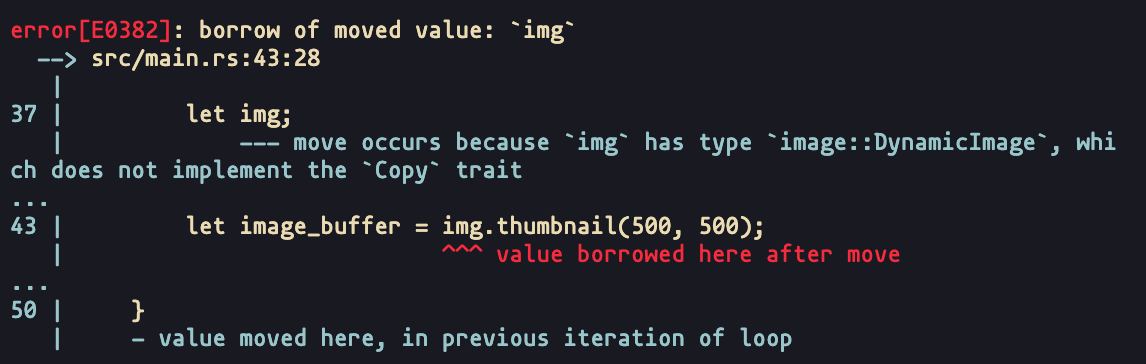 error[E0382]: borrow of moved value: `img`
  --> src/main.rs:43:28
   |
37 |         let img;
   |             --- move occurs because `img` has type `image::DynamicImage`, whi
ch does not implement the `Copy` trait
...
43 |         let image_buffer = img.thumbnail(500, 500);
   |                            ^^^ value borrowed here after move
...
50 |     }
   |     - value moved here, in previous iteration of loop